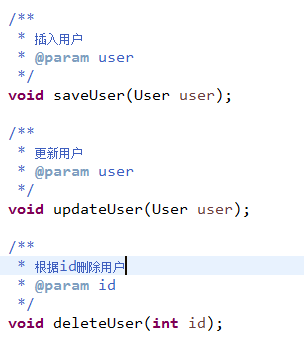 /**
 * 插入用户
 * @param user
 */
void saveUser(User user);
/**
 * 更新用户
 * @param user
 */
void updateUser(User user);
/**
 * 根据id删除用户
 * @param id
 */
void deleteUser(int id);